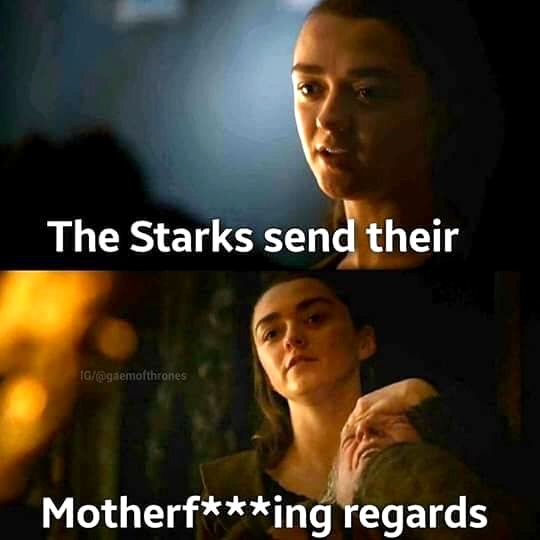 The Starks send their
IG/@gaemofthrones
Motherf***ing regards